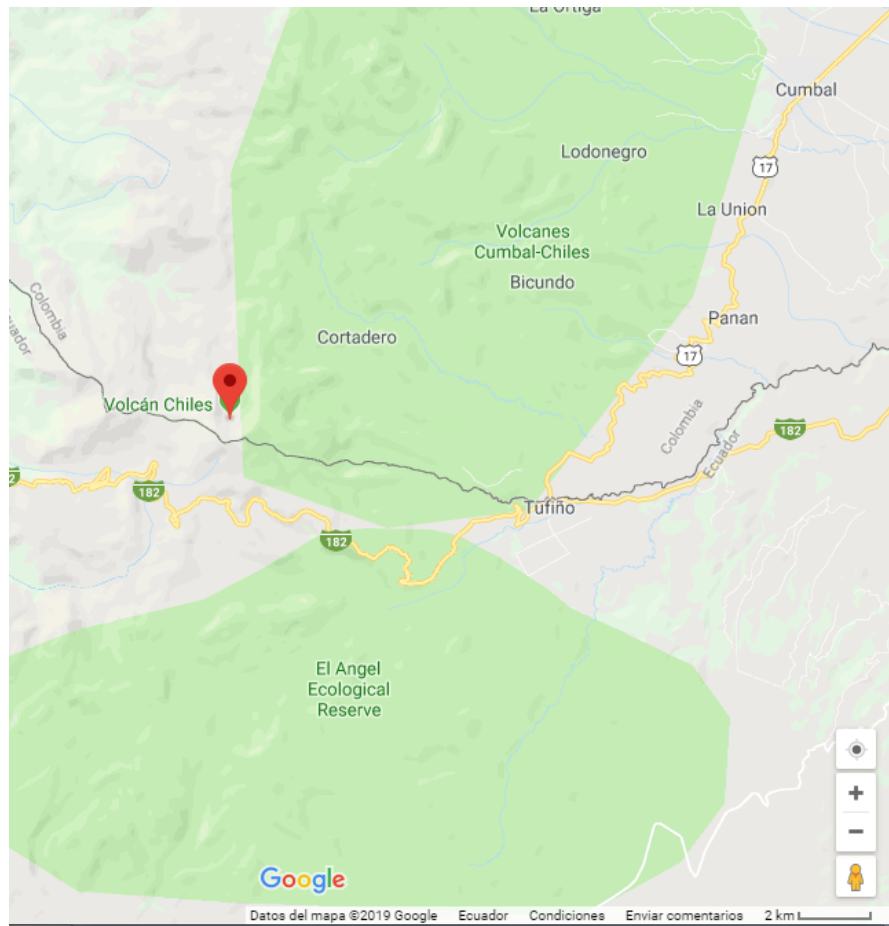 La Ortiga
Cumbal
Lodonegro
17
La Union
Volcanes
Cumbal-Chiles
Bicundo
Colombia
Panan
Cortadero
17
Volcán Chiles
Colombia
182
Ecuador
182
Tufiño
182
El Angel
Ecological
Reserve
Google
Datos del mapa ©2019 Google Ecuador Condiciones Enviar comentarios 2 km